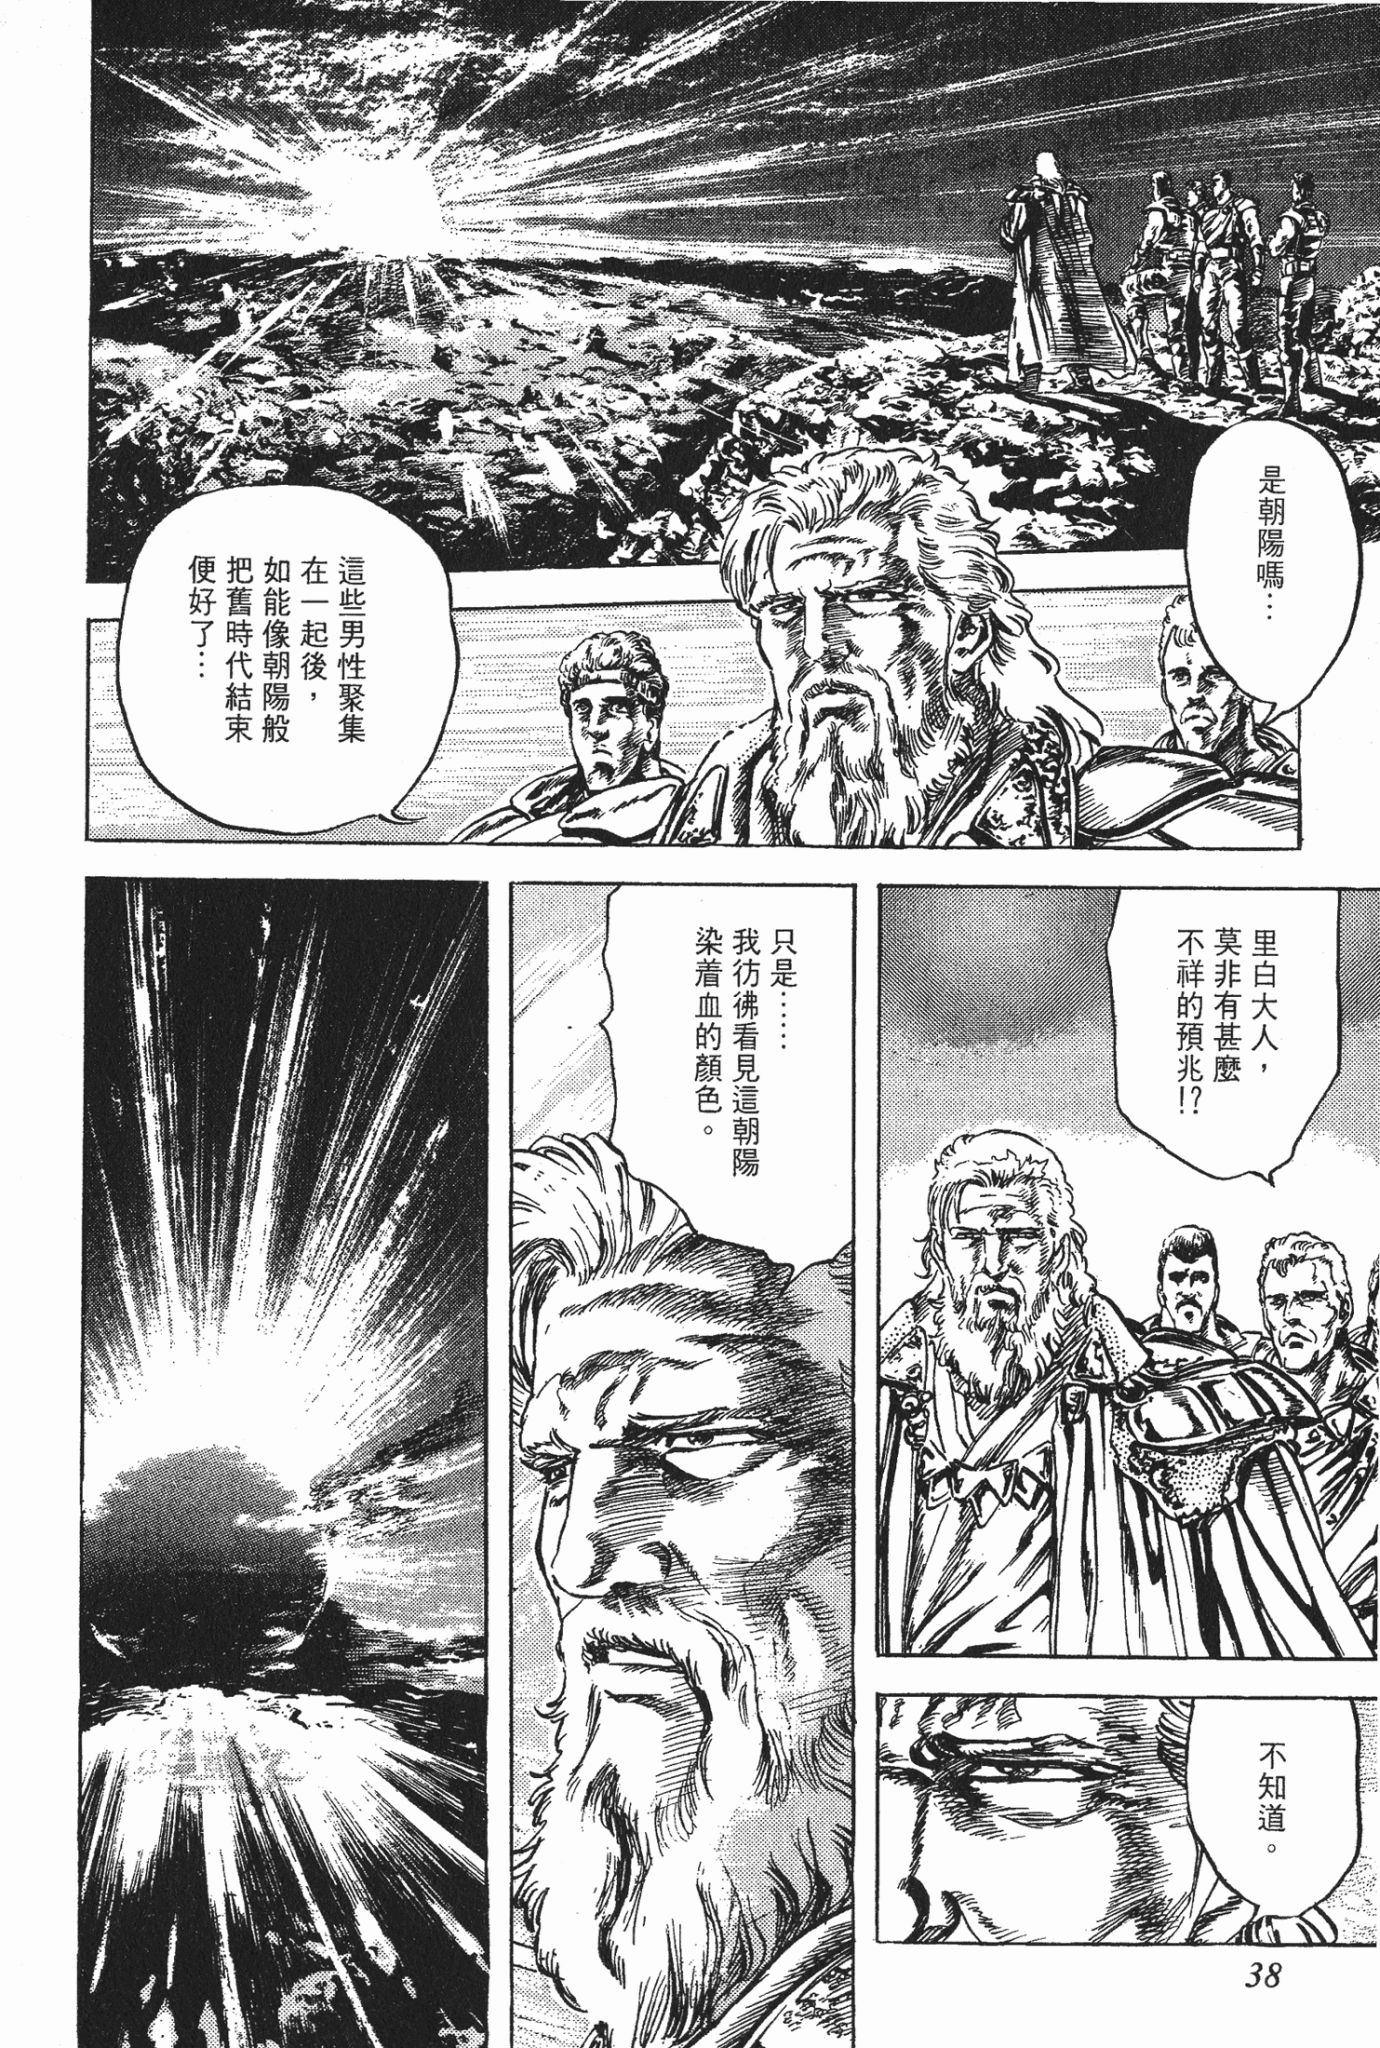 是朝陽嗎…
這些男性聚集
在一起後，
如能像朝陽般
把舊時代結束
便好了…
里白大人，
莫非有甚麼
不祥的預兆!?
不知道。
只是……
我彷彿看見這朝陽
染着血的顏色。
38